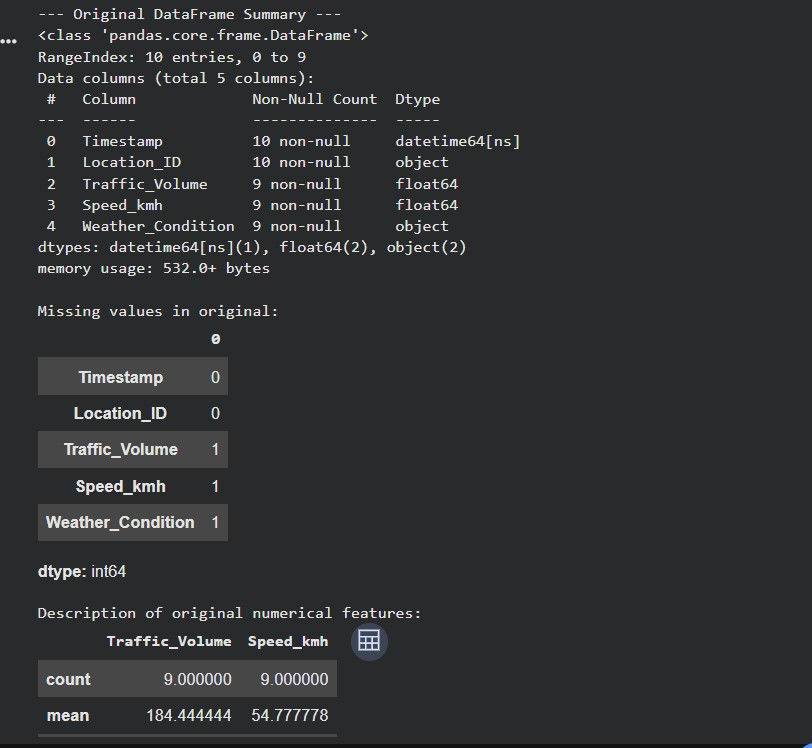 --- Original DataFrame Summary ---
<class 'pandas.core.frame.DataFrame'>
RangeIndex: 10 entries, 0 to 9
Data columns (total 5 columns):
 #   Column             Non-Null Count  Dtype
---  ------             --------------  -----
 0   Timestamp          10 non-null     datetime64[ns]
 1   Location_ID        10 non-null     object
 2   Traffic_Volume     9 non-null      float64
 3   Speed_kmh          9 non-null      float64
 4   Weather_Condition  9 non-null      object
dtypes: datetime64[ns](1), float64(2), object(2)
memory usage: 532.0+ bytes
Missing values in original:
0
Timestamp 0
Location_ID 0
Traffic_Volume 1
Speed_kmh 1
Weather_Condition 1
dtype: int64
Description of original numerical features:
Traffic_Volume Speed_kmh
count 9.000000 9.000000
mean 184.444444 54.777778